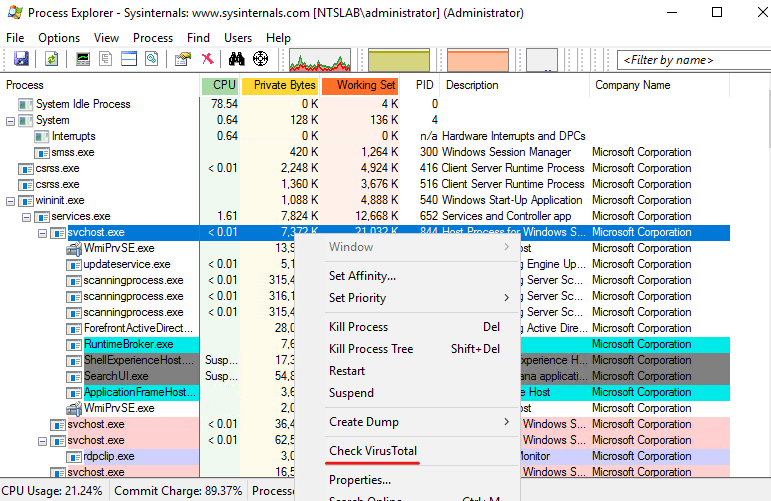 Process Explorer - Sysinternals: www.sysinternals.com [NTSLAB\administrator] (Administrator)
File Options View Process Find Users Help
<Filter by name>
Process CPU Private Bytes Working Set PID Description Company Name
System Idle Process 78.54 0 K 4 K 0
System 0.64 128 K 136 K 4
Interrupts 0.64 0 K 0 K n/a Hardware Interrupts and DPCs
smss.exe 420 K 1,264 K 300 Windows Session Manager Microsoft Corporation
csrss.exe < 0.01 2,248 K 4,924 K 416 Client Server Runtime Process Microsoft Corporation
csrss.exe 1,360 K 3,676 K 516 Client Server Runtime Process Microsoft Corporation
wininit.exe 1,088 K 4,888 K 540 Windows Start-Up Application Microsoft Corporation
services.exe 1.61 7,824 K 12,668 K 652 Services and Controller app Microsoft Corporation
svchost.exe < 0.01 7,372 K 21,032 K 844 Host Process for Windows S... Microsoft Corporation
WmiPrvSE.exe 13,9 Window ost Microsoft Corporation
updateservice.exe < 0.01 5,1 Set Affinity... g Engine Up... Microsoft Corporation
scanningprocess.exe < 0.01 315,4 g Server Sc... Microsoft Corporation
scanningprocess.exe < 0.01 316,1 Set Priority g Server Sc... Microsoft Corporation
scanningprocess.exe < 0.01 315,4 Kill Process Del g Server Sc... Microsoft Corporation
ForefrontActiveDirect... 28,0 g Active Dire... Microsoft Corporation
RuntimeBroker.exe 7,6 Kill Process Tree Shift+Del Microsoft Corporation
ShellExperienceHost... Susp... 17,3 Restart xperience H... Microsoft Corporation
SearchUI.exe Susp... 54,8 ana applicati... Microsoft Corporation
ApplicationFrameHost... 3,6 Suspend e Host Microsoft Corporation
WmiPrvSE.exe 2,0 ost Microsoft Corporation
svchost.exe < 0.01 36,4 Create Dump Windows S... Microsoft Corporation
svchost.exe < 0.01 62,5 Windows S... Microsoft Corporation
rdpclip.exe 3,6 Check VirusTotal Monitor Microsoft Corporation
svchost.exe 16,5 Properties... Windows S... Microsoft Corporation
CPU Usage: 21.24% Commit Charge: 89.37% Process
Search Online... Ctrl+M